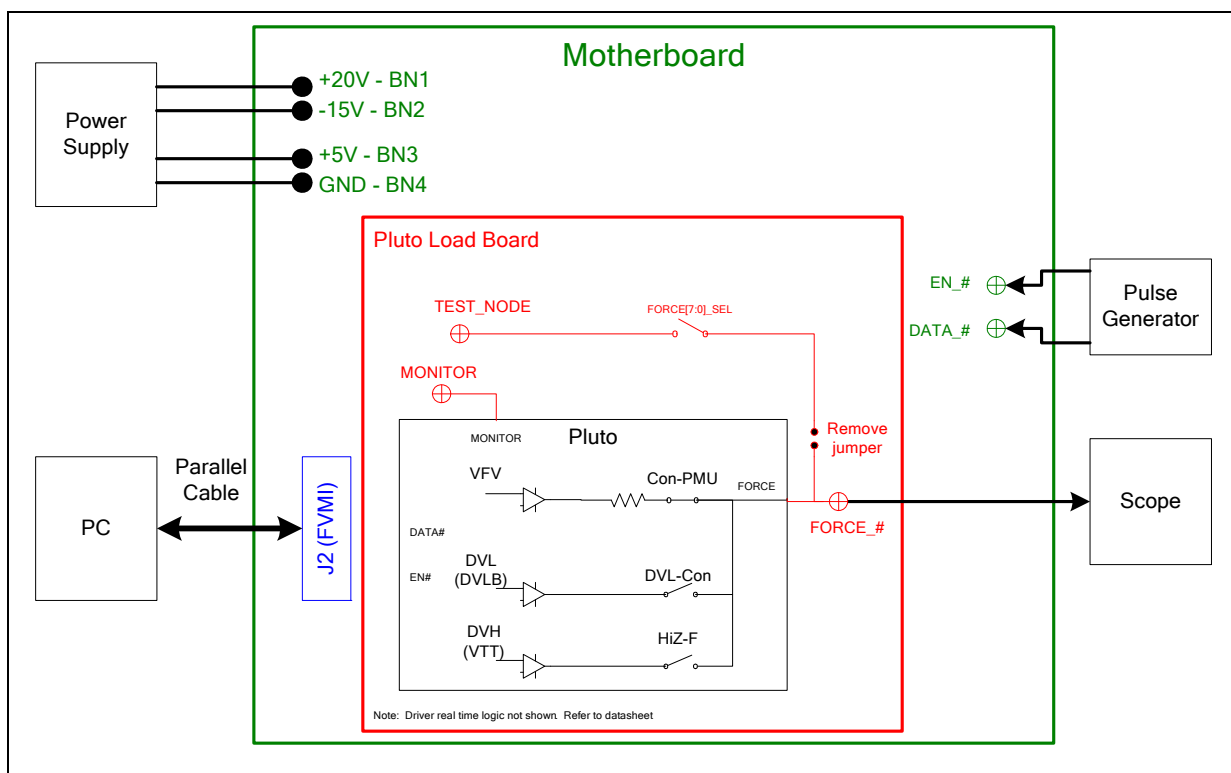 Motherboard
+20V - BN1
-15V - BN2
Power
Supply
+5V - BN3
GND - BN4
Pluto Load Board
EN_#
Pulse
Generator
DATA_#
TEST_NODE
FORCE[7:0]_SEL
MONITOR
Remove
jumper
MONITOR
Pluto
VFV
Con-PMU
FORCE
FORCE_#
Scope
Parallel
Cable
PC
J2 (FVMI)
DATA#
EN#
DVL
(DVLB)
DVL-Con
DVH
(VTT)
HiZ-F
Note: Driver real time logic not shown. Refer to datasheet